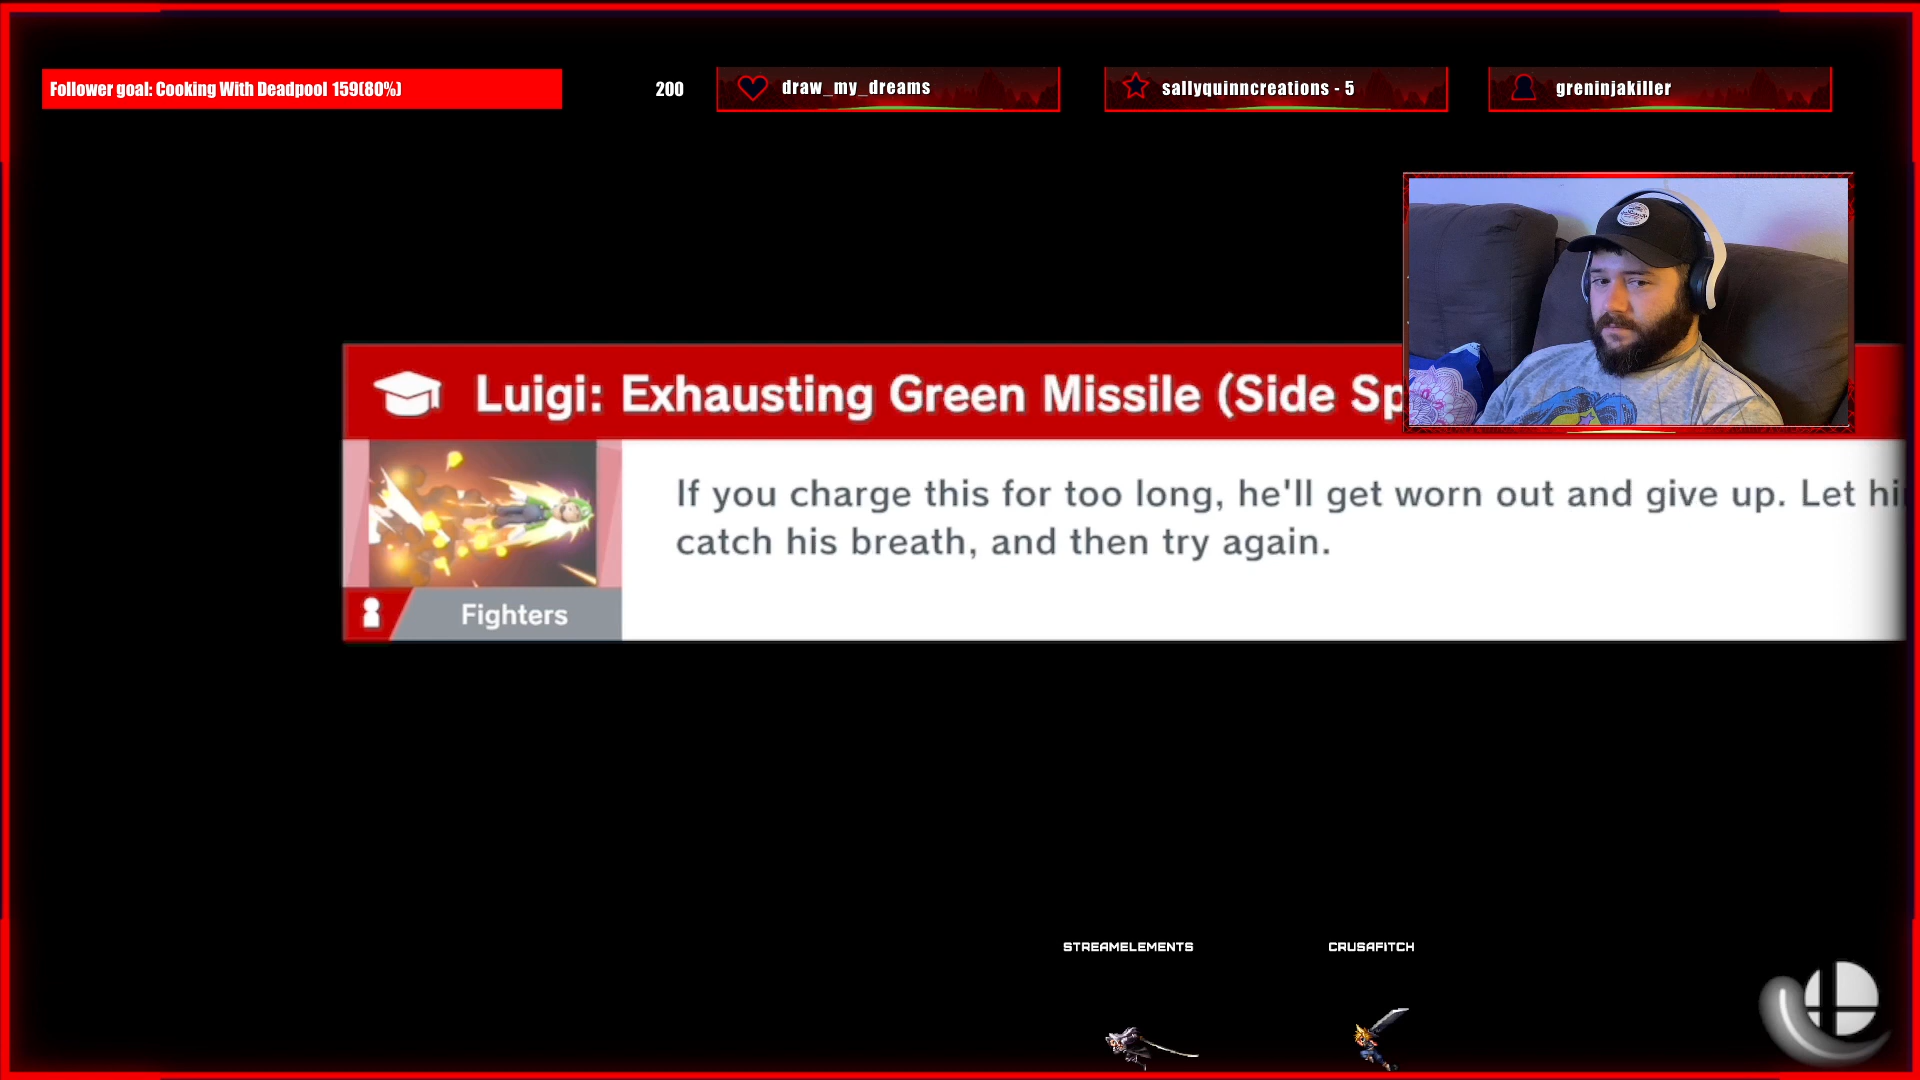 Follower goal: Cooking With Deadpool 159(80%)
200
draw_my_dreams
sallyquinncreations - 5
greninjakiller
Luigi: Exhausting Green Missile (Side Sp
If you charge this for too long, he'll get worn out and give up. Let hi
catch his breath, and then try again.
Fighters
STREAMELEMENTS
CRUSAFITCH